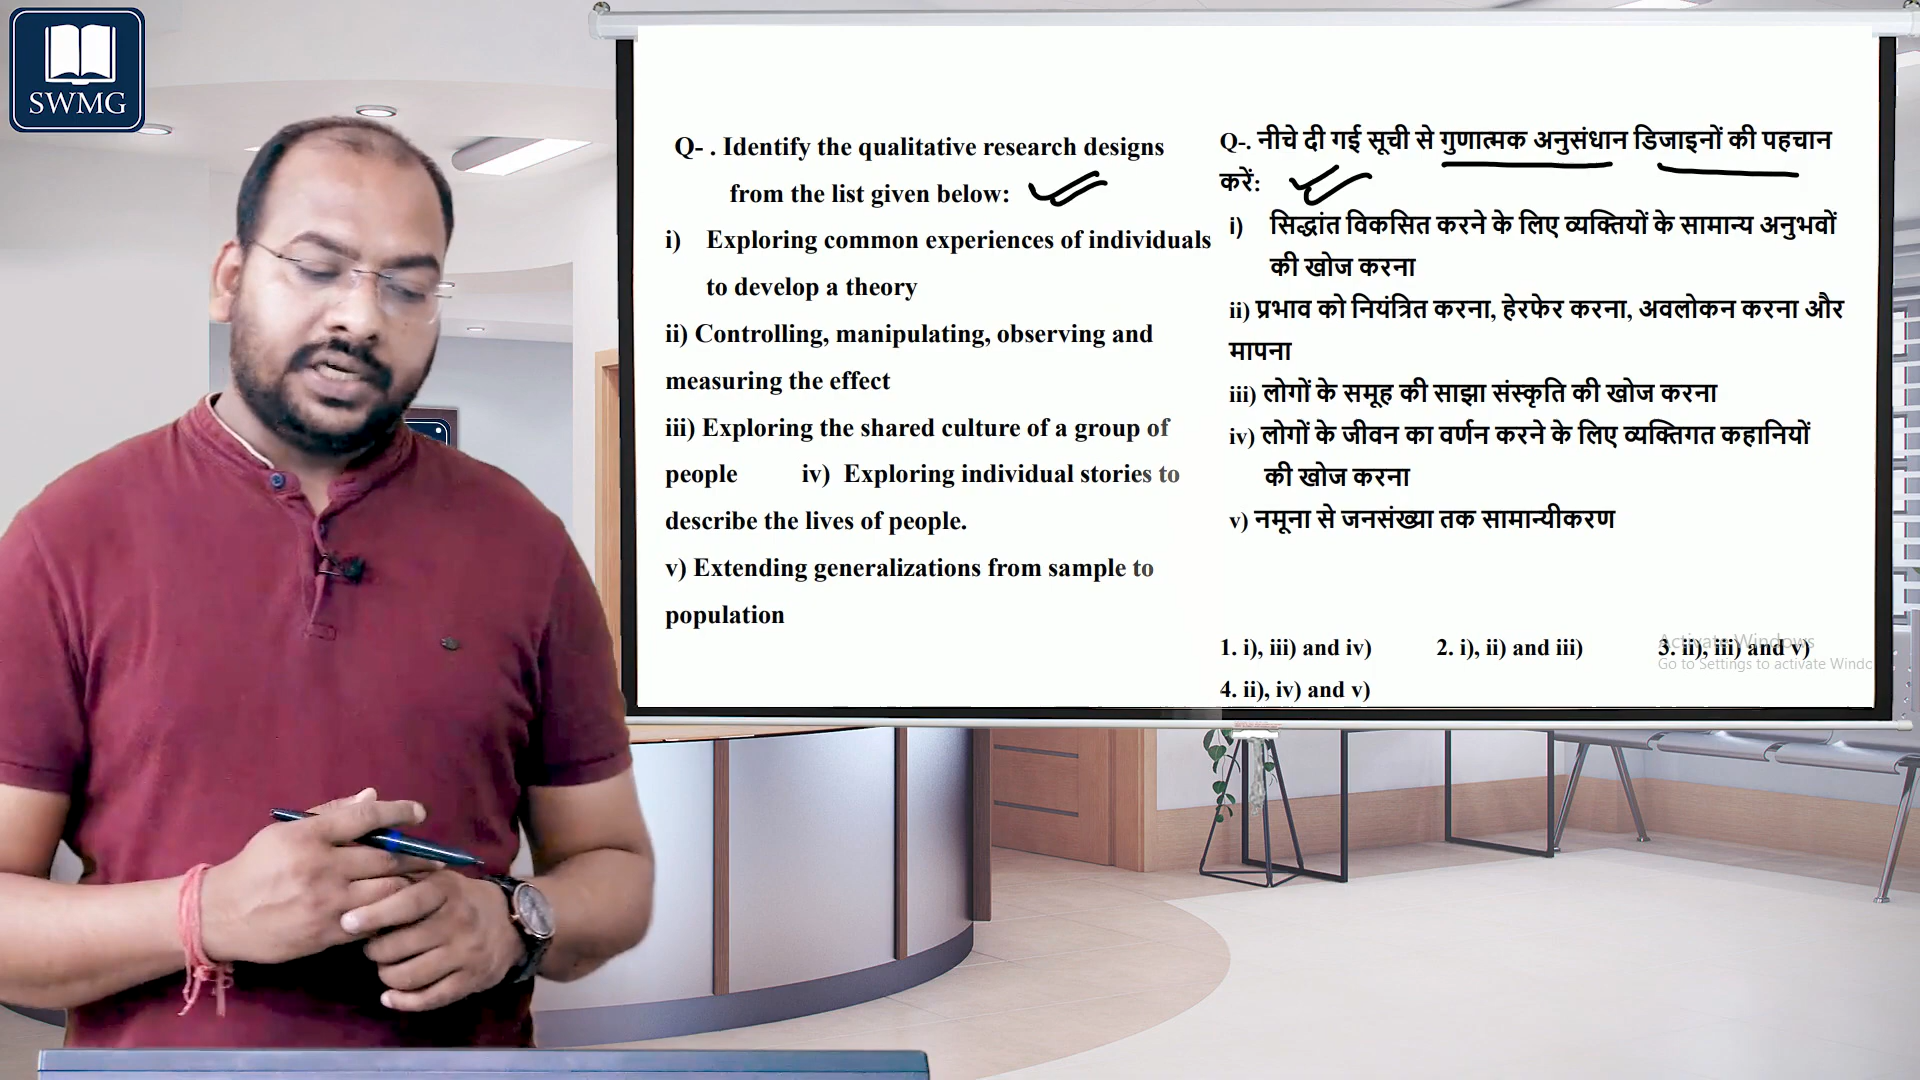 SWMG
Q- . Identify the qualitative research designs
from the list given below:
i) Exploring common experiences of individuals
to develop a theory
ii) Controlling, manipulating, observing and
measuring the effect
iii) Exploring the shared culture of a group of
people iv) Exploring individual stories to
describe the lives of people.
v) Extending generalizations from sample to
population
Q-. नीचे दी गई सूची से गुणात्मक अनुसंधान डिजाइनों की पहचान
करें:
i) सिद्धांत विकसित करने के लिए व्यक्तियों के सामान्य अनुभवों
की खोज करना
ii) प्रभाव को नियंत्रित करना, हेरफेर करना, अवलोकन करना और
मापना
iii) लोगों के समूह की साझा संस्कृति की खोज करना
iv) लोगों के जीवन का वर्णन करने के लिए व्यक्तिगत कहानियों
की खोज करना
v) नमूना से जनसंख्या तक सामान्यीकरण
1. i), iii) and iv) 2. i), ii) and iii) 3. ii), iii) and v)
4. ii), iv) and v)
Activate Windows
Go to Settings to activate Windc